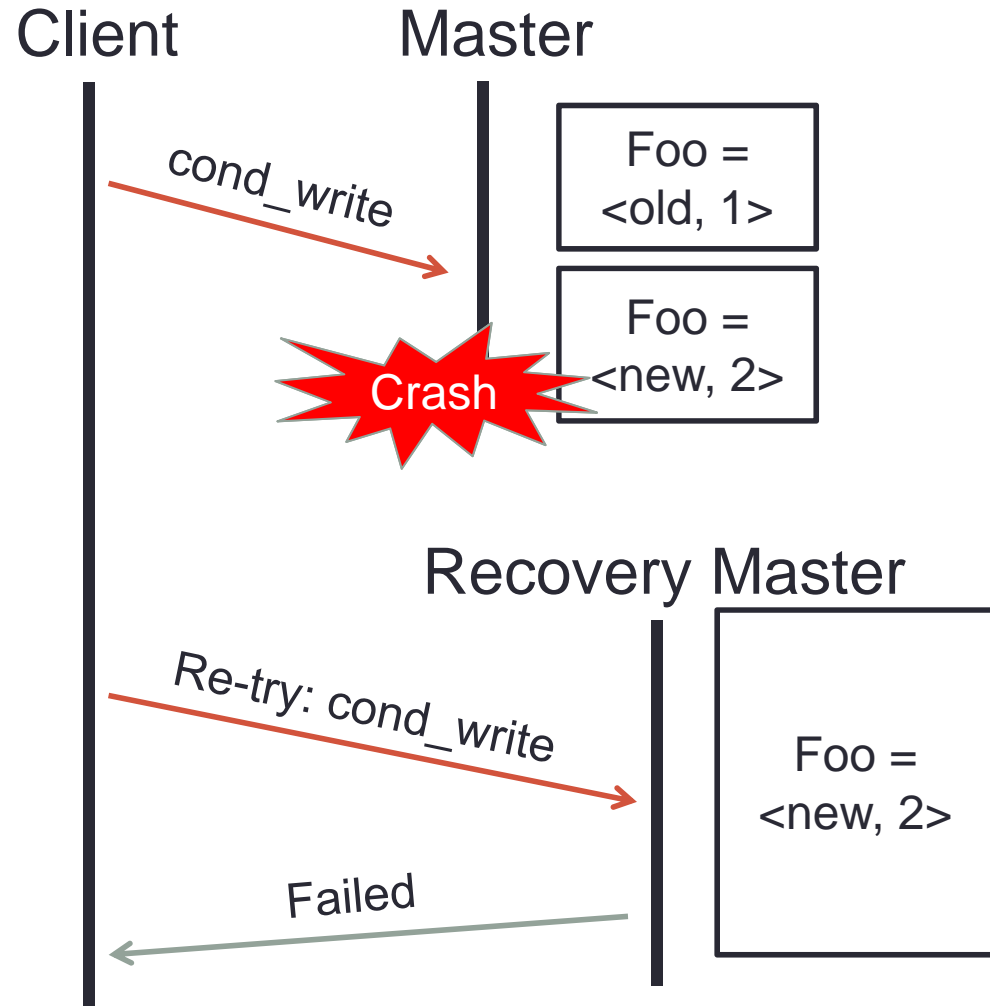 Client
Master
cond_write
Foo =
<old, 1>
Foo =
<new, 2>
Crash
Recovery Master
Re-try: cond_write
Foo =
<new, 2>
Failed